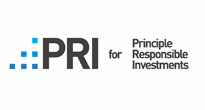 PRI for Principle
Responsible
Investments